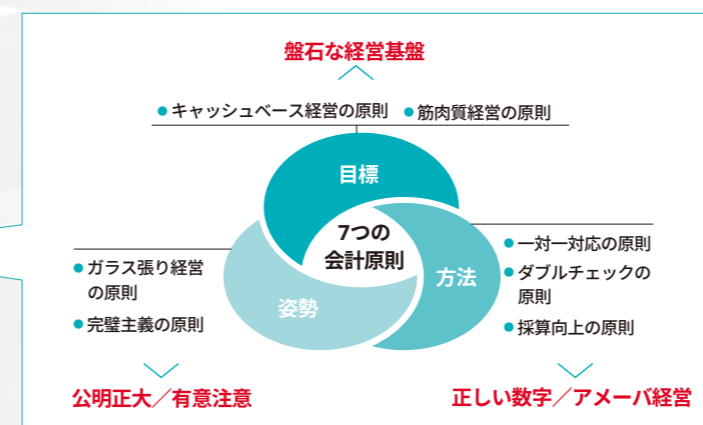 盤石な経営基盤
●キャッシュベース経営の原則 ●筋肉質経営の原則
目標
7つの
会計原則
方法
姿勢
●一対一対応の原則
●ダブルチェックの
原則
●採算向上の原則
●ガラス張り経営
の原則
●完璧主義の原則
公明正大／有意注意
正しい数字／アメーバ経営